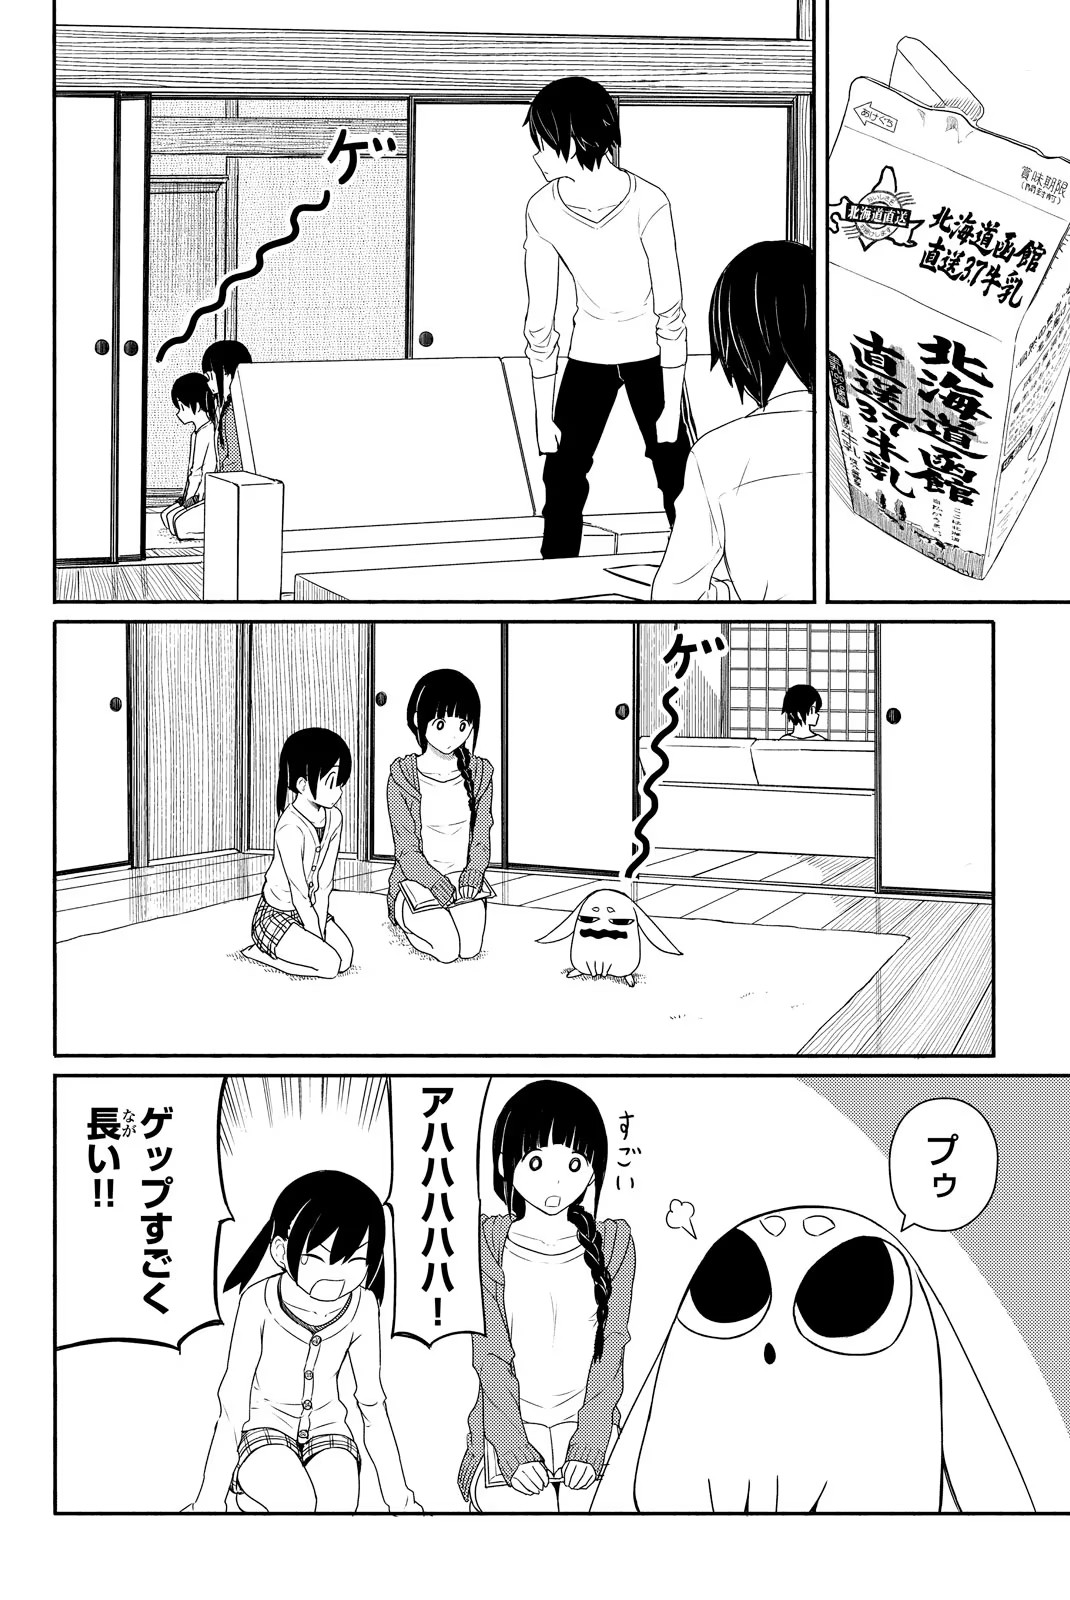 あけぐち
賞味期限
(開封前)
北海道直送
北海道函館
直送3.7牛乳
北海道函館
直送3.7牛乳
ゲ゛〜〜〜
ゲ゛〜〜〜
プゥ
すごい
アハハハハハハ！
ゲップすごく
長い!!
なが